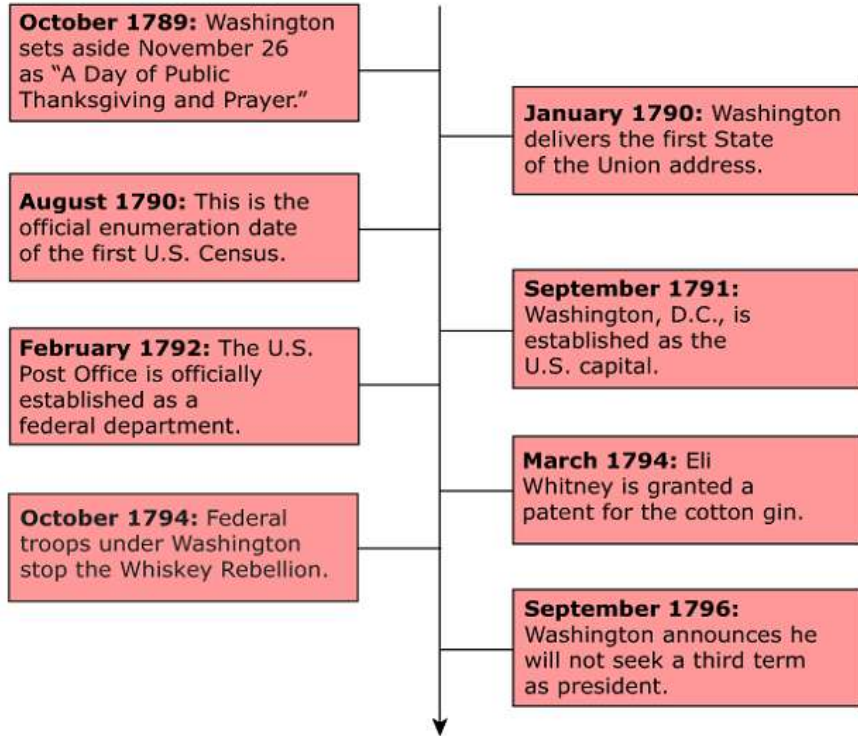 October 1789: Washington
sets aside November 26
as “A Day of Public
Thanksgiving and Prayer.”
January 1790: Washington
delivers the first State
of the Union address.
August 1790: This is the
official enumeration date
of the first U.S. Census.
September 1791:
Washington, D.C., is
established as the
U.S. capital.
February 1792: The U.S.
Post Office is officially
established as a
federal department.
March 1794: Eli
Whitney is granted a
patent for the cotton gin.
October 1794: Federal
troops under Washington
stop the Whiskey Rebellion.
September 1796:
Washington announces he
will not seek a third term
as president.